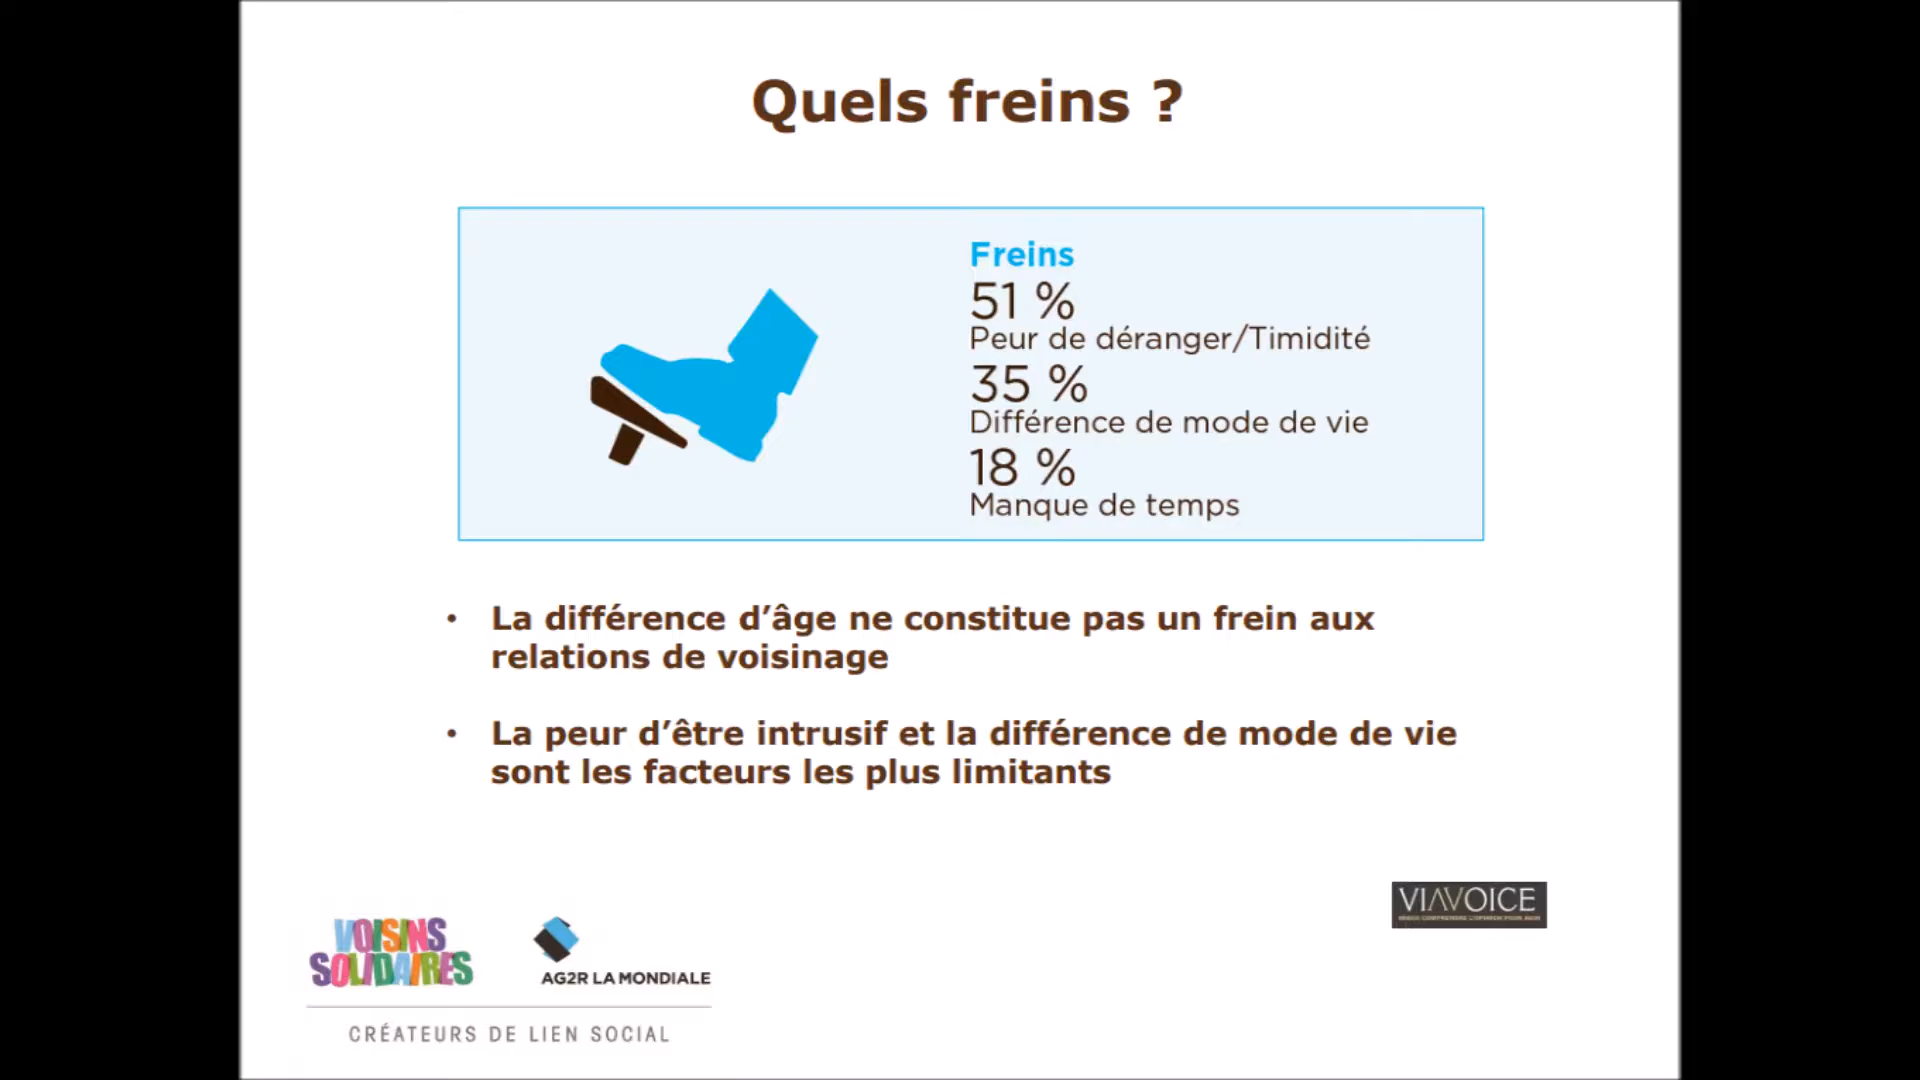 Quels freins ?
Freins
51 %
Peur de déranger/Timidité
35 %
Différence de mode de vie
18 %
Manque de temps
• La différence d’âge ne constitue pas un frein aux
relations de voisinage
• La peur d’être intrusif et la différence de mode de vie
sont les facteurs les plus limitants
VIAVOICE
VOISINS
SOLIDAIRES
AG2R LA MONDIALE
CRÉATEURS DE LIEN SOCIAL